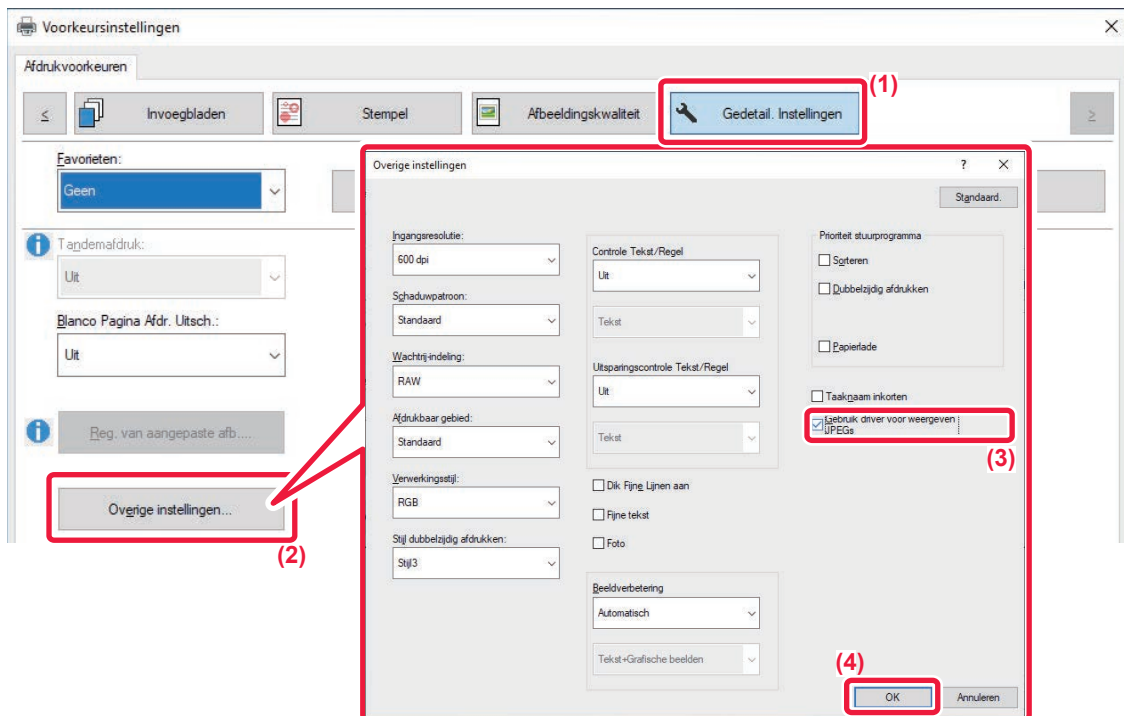 Voorkeursinstellingen
Afdrukvoorkeuren
(1)
<
Invoegbladen
Stempel
Afbeeldingskwaliteit
Gedetail. Instellingen
>
Favorieten:
Geen
Tandemafdruk:
Uit
Blanco Pagina Afdr. Uitsch.:
Uit
Reg. van aangepaste afb....
Overige instellingen...
(2)
Overige instellingen
?
Standaard.
Ingangsresolutie:
600 dpi
Schaduwpatroon:
Standaard
Wachtrij-indeling:
RAW
Afdrukbaar gebied:
Standaard
Verwerkingsstijl:
RGB
Stijl dubbelzijdig afdrukken:
Stijl3
Controle Tekst/Regel
Uit
Tekst
Uitsparingscontrole Tekst/Regel
Uit
Tekst
Dik Fijne Lijnen aan
Fijne tekst
Foto
Beeldverbetering
Automatisch
Tekst+Grafische beelden
Prioriteit stuurprogramma
Sorteren
Dubbelzijdig afdrukken
Papierlade
Taaknaam inkorten
Gebruik driver voor weergeven
JPEGs
(3)
(4)
OK
Annuleren